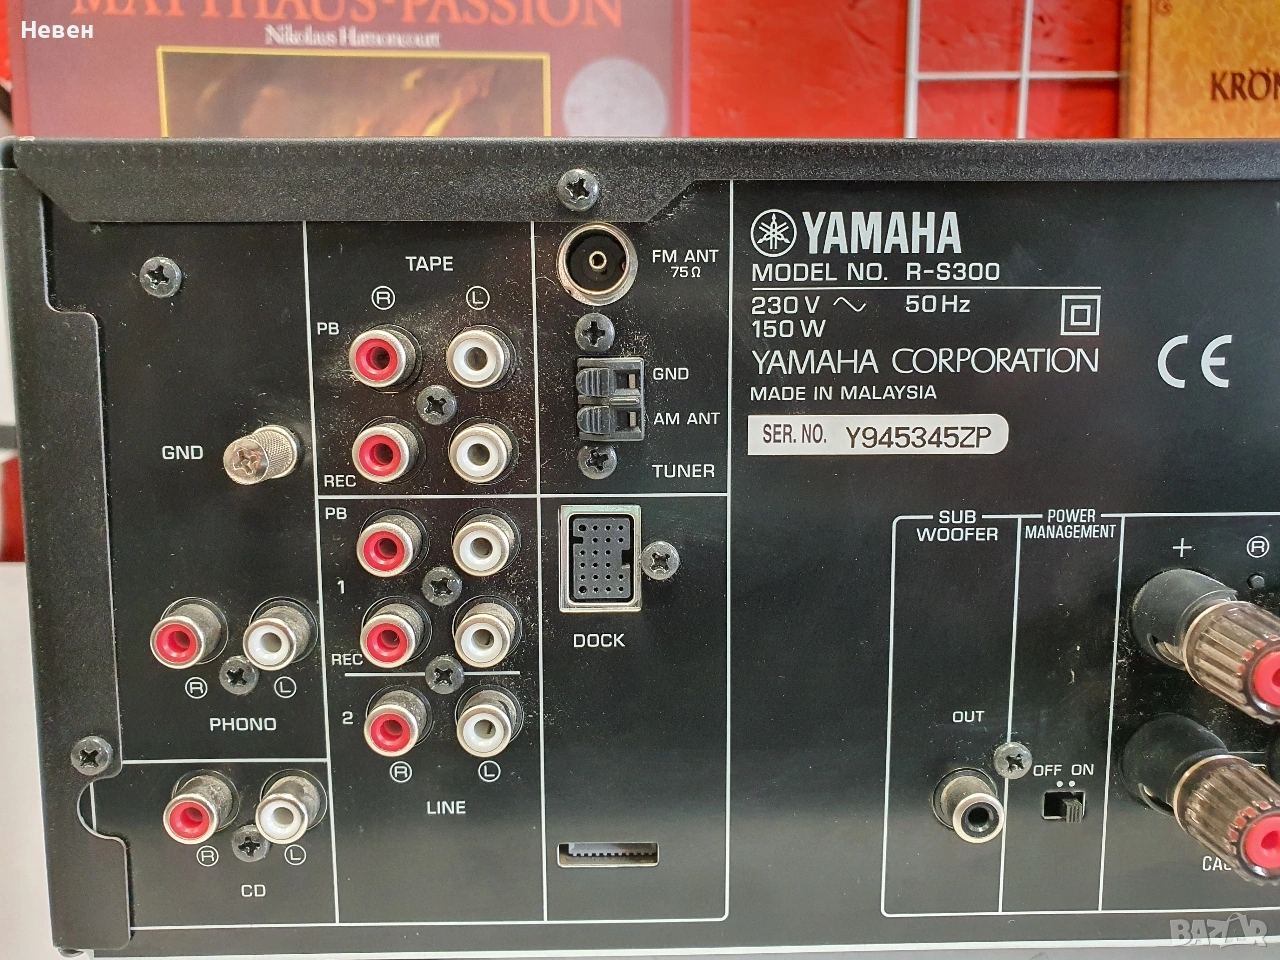 Невен
MATTHÄUS-PASSION
Nikolaus Harnoncourt
KRÖN
TAPE
R L
PB
REC
GND
PB
1
REC
2
R L
LINE
R L
PHONO
R L
CD
FM ANT
75Ω
GND
AM ANT
TUNER
DOCK
YAMAHA
MODEL NO. R-S300
230 V ~ 50 Hz
150 W
YAMAHA CORPORATION
MADE IN MALAYSIA
CE
SER. NO. Y945345ZP
SUB
WOOFER
OUT
POWER
MANAGEMENT
OFF ON
+ R
BAZAR